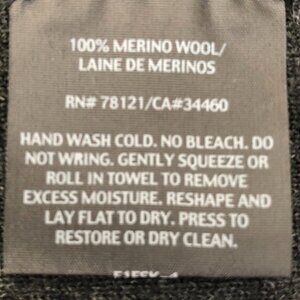 100% MERINO WOOL/
LAINE DE MERINOS
RN# 78121/CA#34460
HAND WASH COLD. NO BLEACH. DO
NOT WRING. GENTLY SQUEEZE OR
ROLL IN TOWEL TO REMOVE
EXCESS MOISTURE. RESHAPE AND
LAY FLAT TO DRY. PRESS TO
RESTORE OR DRY CLEAN.